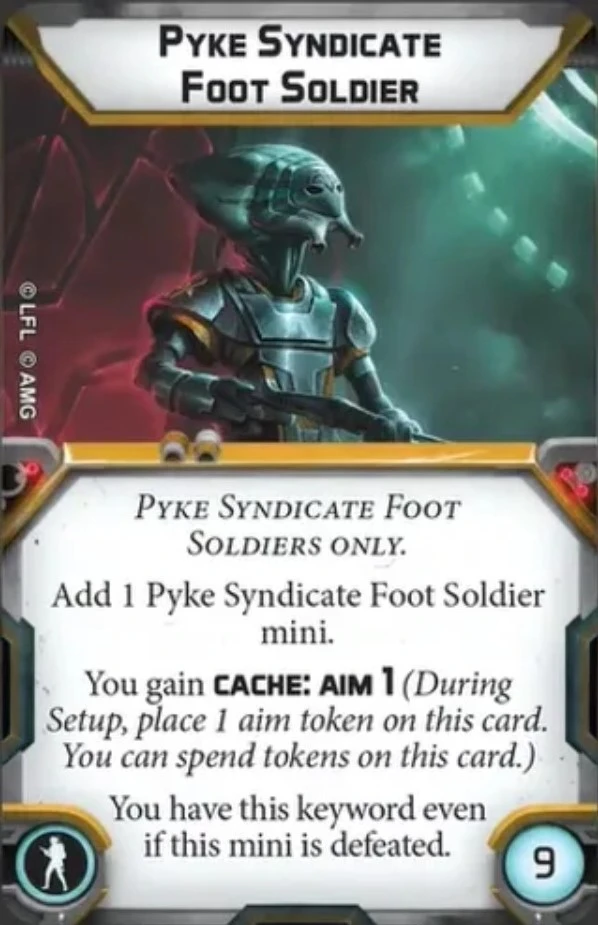 Pyke Syndicate
Foot Soldier
© LFL © AMG
Pyke Syndicate Foot
Soldiers only.
Add 1 Pyke Syndicate Foot Soldier
mini.
You gain CACHE: AIM 1 (During
Setup, place 1 aim token on this card.
You can spend tokens on this card.)
You have this keyword even
if this mini is defeated.
9